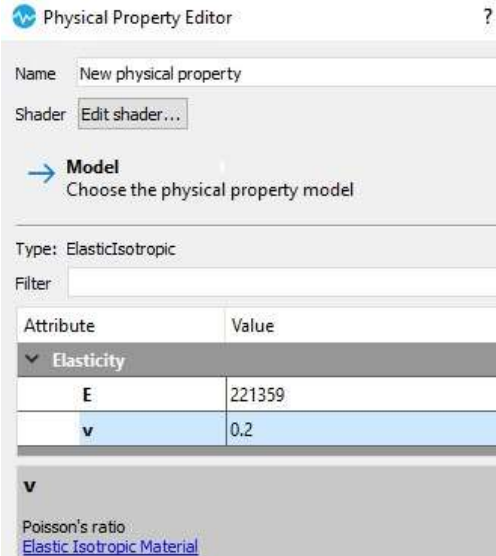 Physical Property Editor ?
Name New physical property
Shader Edit shader...
Model
Choose the physical property model
Type: ElasticIsotropic
Filter
Attribute Value
Elasticity
E 221359
v 0.2
v
Poisson's ratio
Elastic Isotropic Material